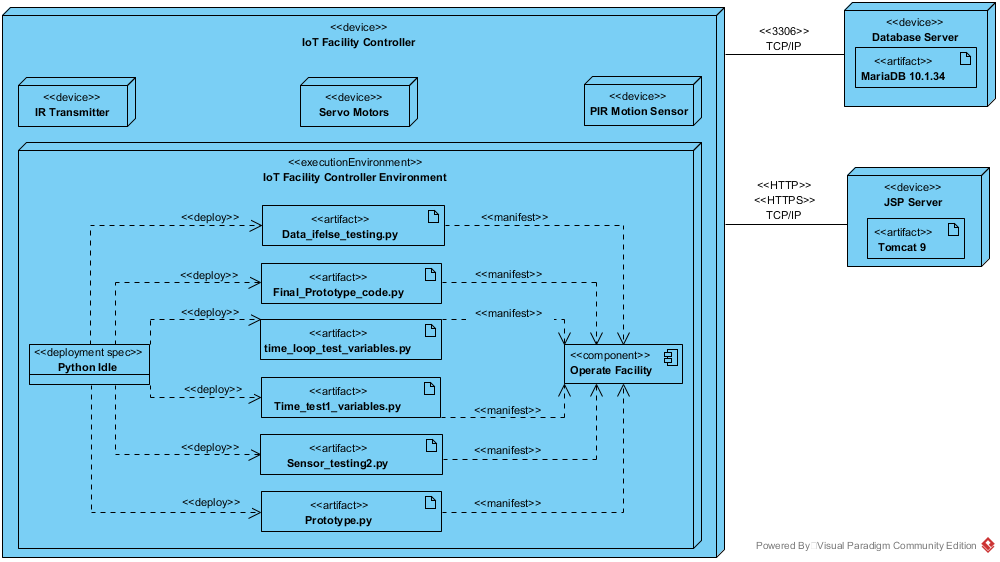 <<device>>
IoT Facility Controller
<<device>>
IR Transmitter
<<device>>
Servo Motors
<<device>>
PIR Motion Sensor
<<executionEnvironment>>
IoT Facility Controller Environment
<<deploy>>
<<artifact>>
Data_ifelse_testing.py
<<manifest>>
<<deploy>>
<<artifact>>
Final_Prototype_code.py
<<manifest>>
<<deploy>>
<<artifact>>
time_loop_test_variables.py
<<manifest>>
<<deployment spec>>
Python Idle
<<component>>
Operate Facility
<<deploy>>
<<artifact>>
Time_test1_variables.py
<<manifest>>
<<deploy>>
<<artifact>>
Sensor_testing2.py
<<manifest>>
<<deploy>>
<<artifact>>
Prototype.py
<<manifest>>
<<3306>>
TCP/IP
<<device>>
Database Server
<<artifact>>
MariaDB 10.1.34
<<HTTP>>
<<HTTPS>>
TCP/IP
<<device>>
JSP Server
<<artifact>>
Tomcat 9
Powered By Visual Paradigm Community Edition